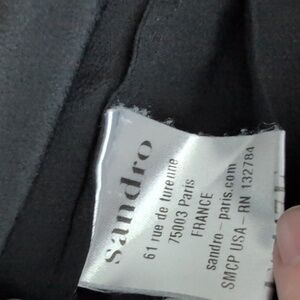 sandro
61 rue de turenne
75003 Paris
FRANCE
sandro-paris.com
SMCP USA - RN 132784